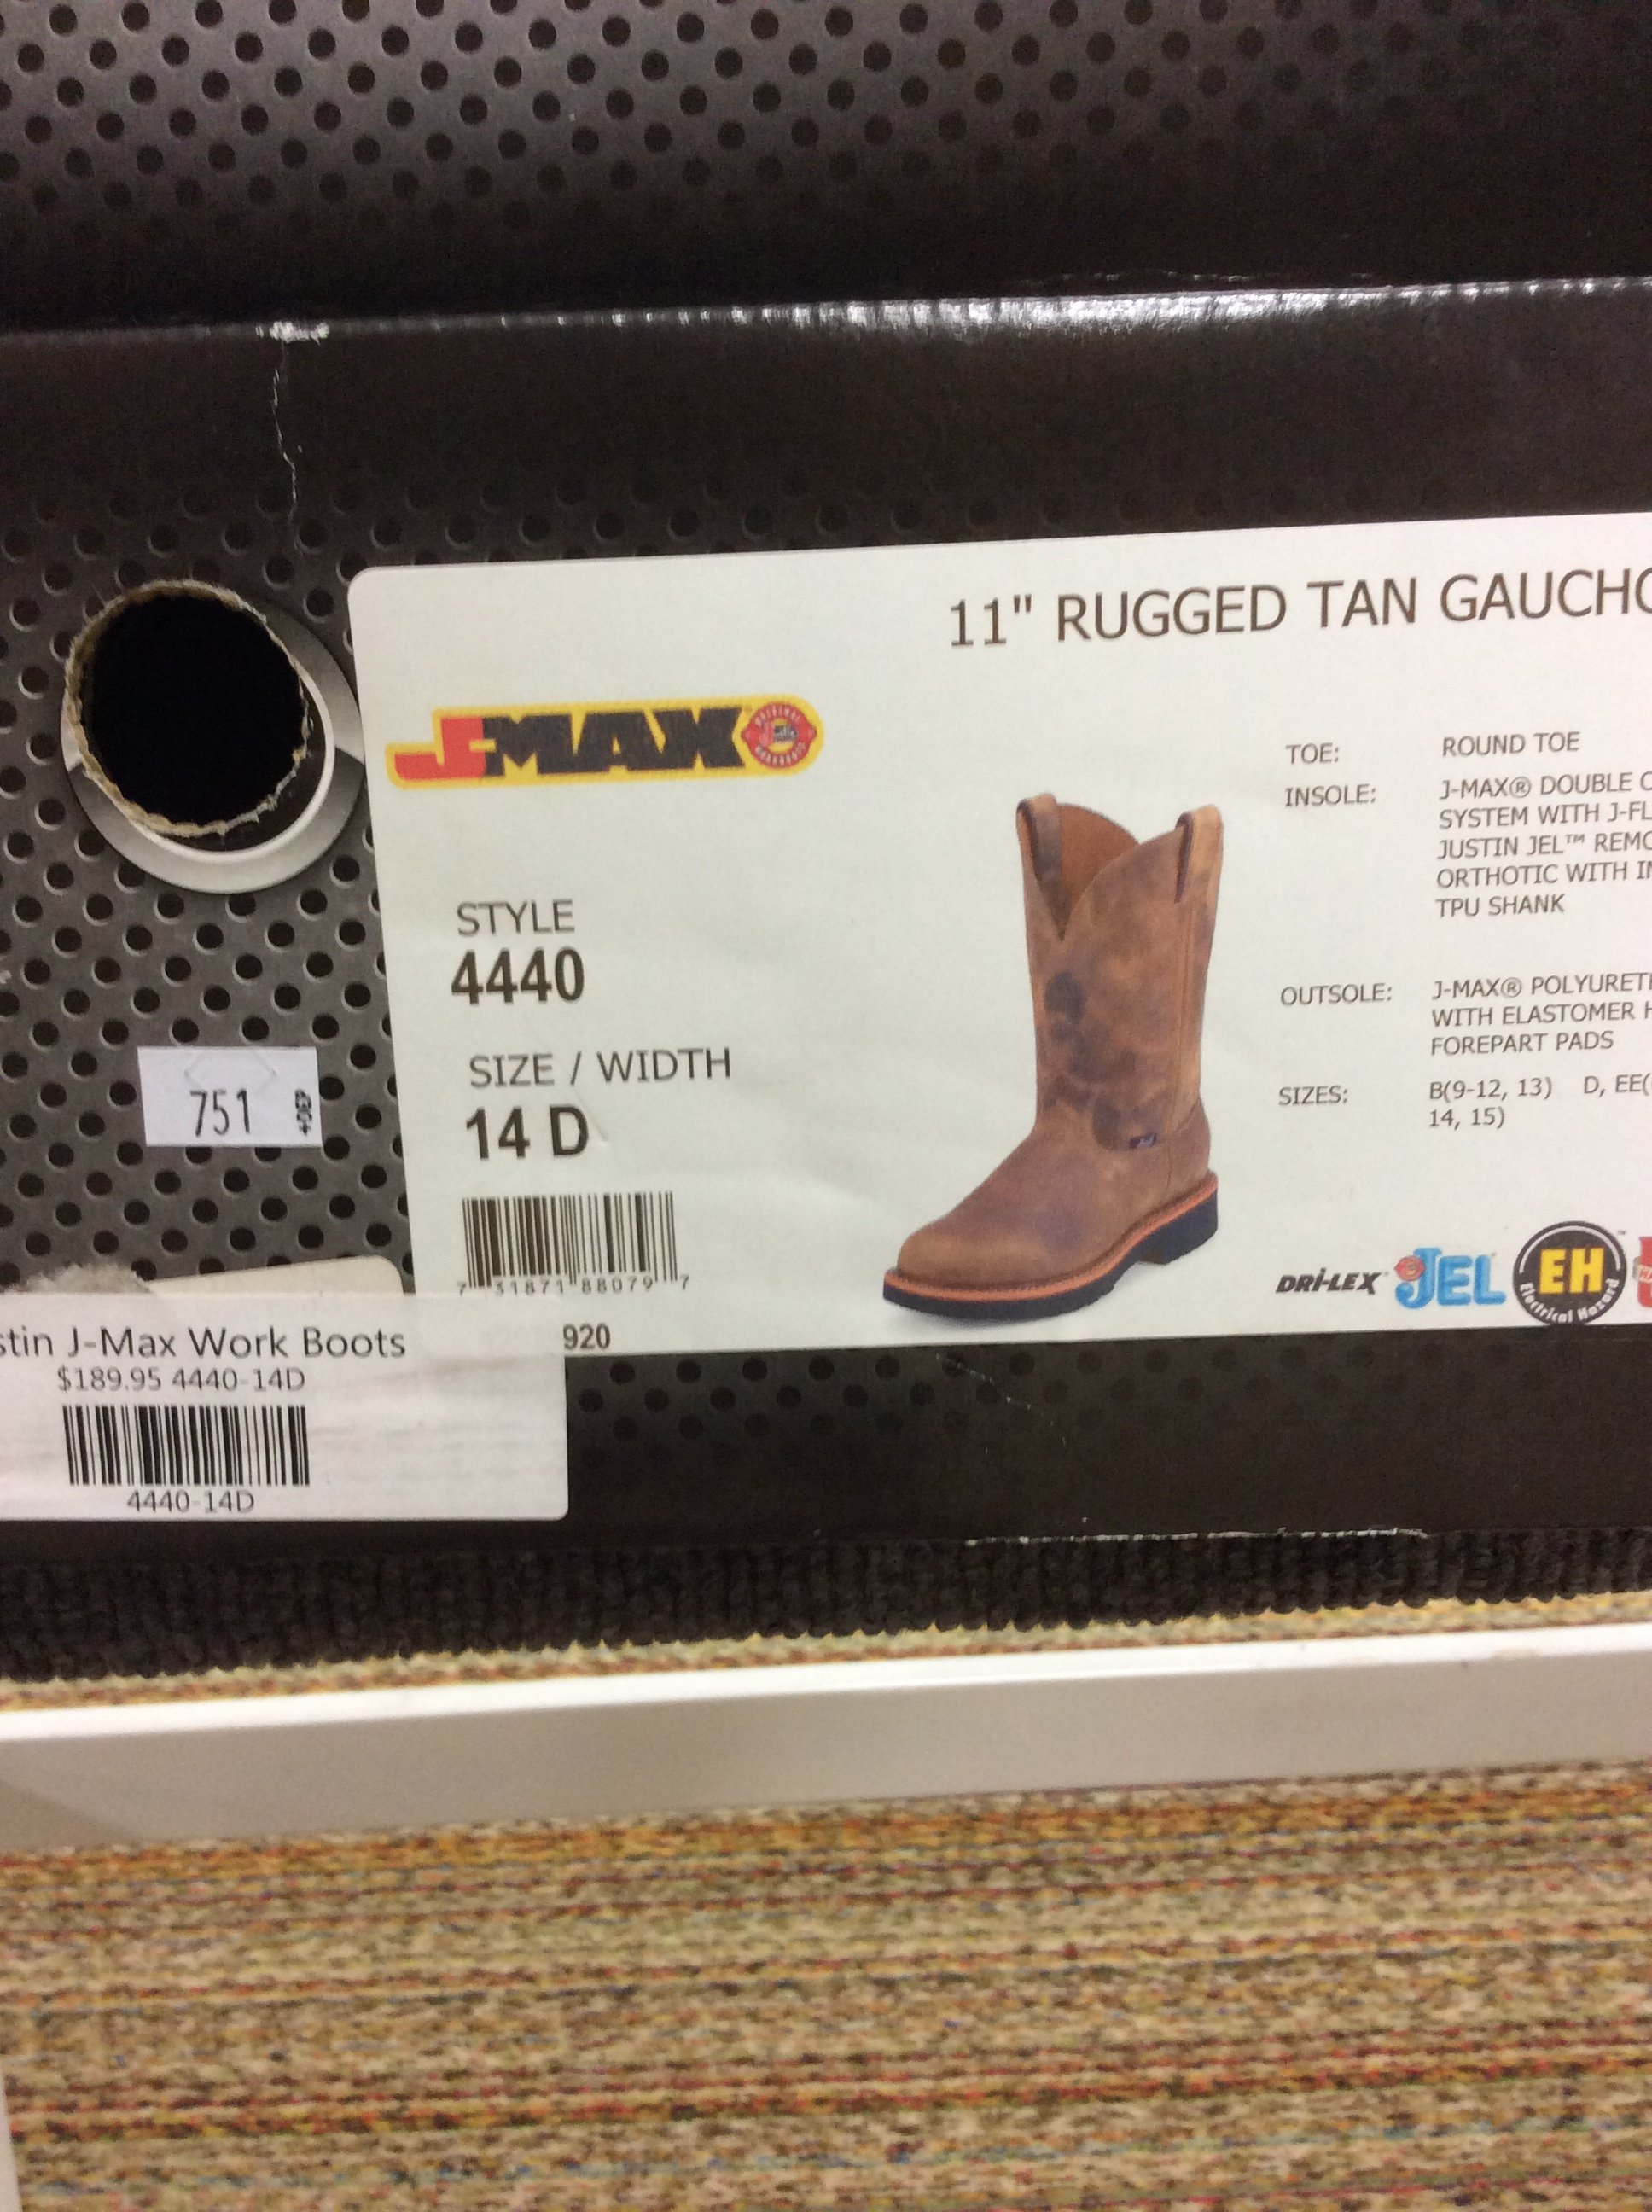 11" RUGGED TAN GAUCHO
J-MAX
TOE: ROUND TOE
INSOLE: J-MAX® DOUBLE
SYSTEM WITH J-FL
JUSTIN JEL™ REMO
ORTHOTIC WITH IN
TPU SHANK
STYLE
4440
OUTSOLE: J-MAX® POLYURET
WITH ELASTOMER H
FOREPART PADS
SIZE / WIDTH
14 D
SIZES: B(9-12, 13) D, EE(
14, 15)
751
7 31871 88079 7
DRI-LEX
JEL
EH
Electrical Hazard
920
stin J-Max Work Boots
$189.95 4440-14D
4440-14D